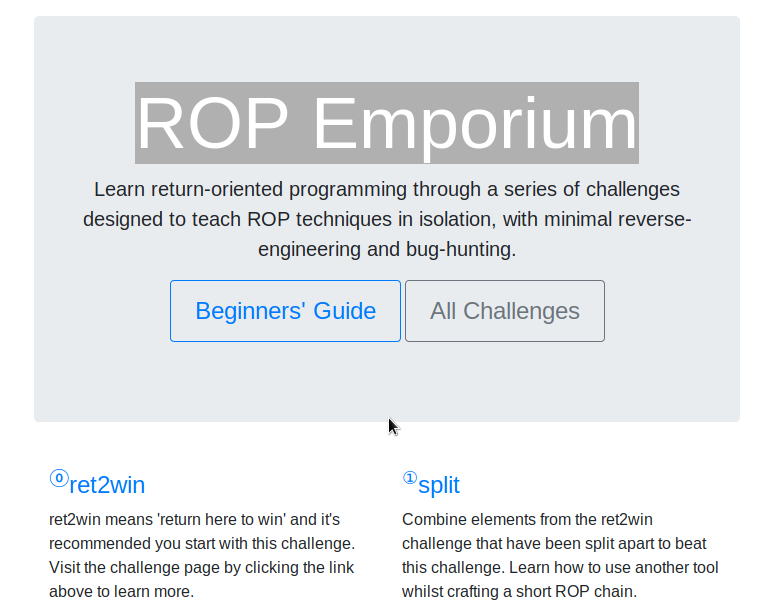 ROP Emporium
Learn return-oriented programming through a series of challenges
designed to teach ROP techniques in isolation, with minimal reverse-
engineering and bug-hunting.
Beginners' Guide
All Challenges
⓪ret2win
ret2win means 'return here to win' and it's
recommended you start with this challenge.
Visit the challenge page by clicking the link
above to learn more.
①split
Combine elements from the ret2win
challenge that have been split apart to beat
this challenge. Learn how to use another tool
whilst crafting a short ROP chain.